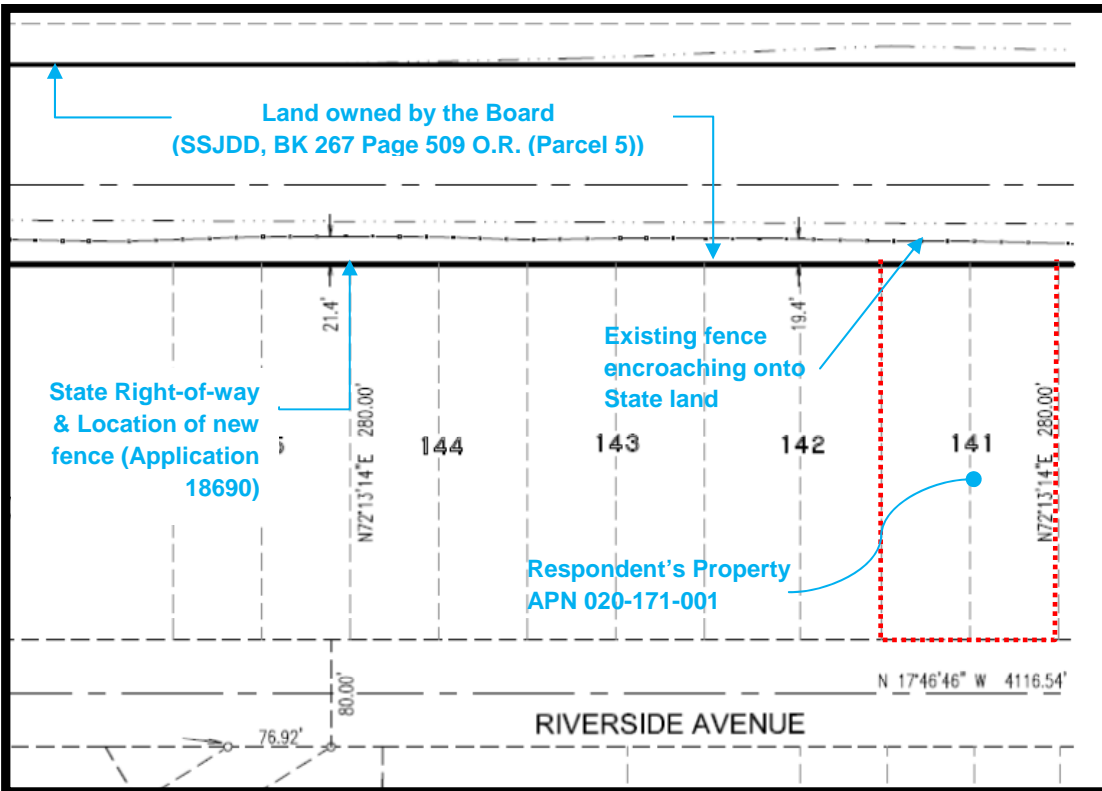 Land owned by the Board
(SSJDD, BK 267 Page 509 O.R. (Parcel 5))
21.4'
19.4'
Existing fence
encroaching onto
State land
State Right-of-way
& Location of new
fence (Application
18690)
N72°13'14"E 280.00'
5
144
143
142
141
N72°13'14"E 280.00'
Respondent's Property
APN 020-171-001
N 17°46'46" W 4116.54'
80.00'
76.92'
RIVERSIDE AVENUE